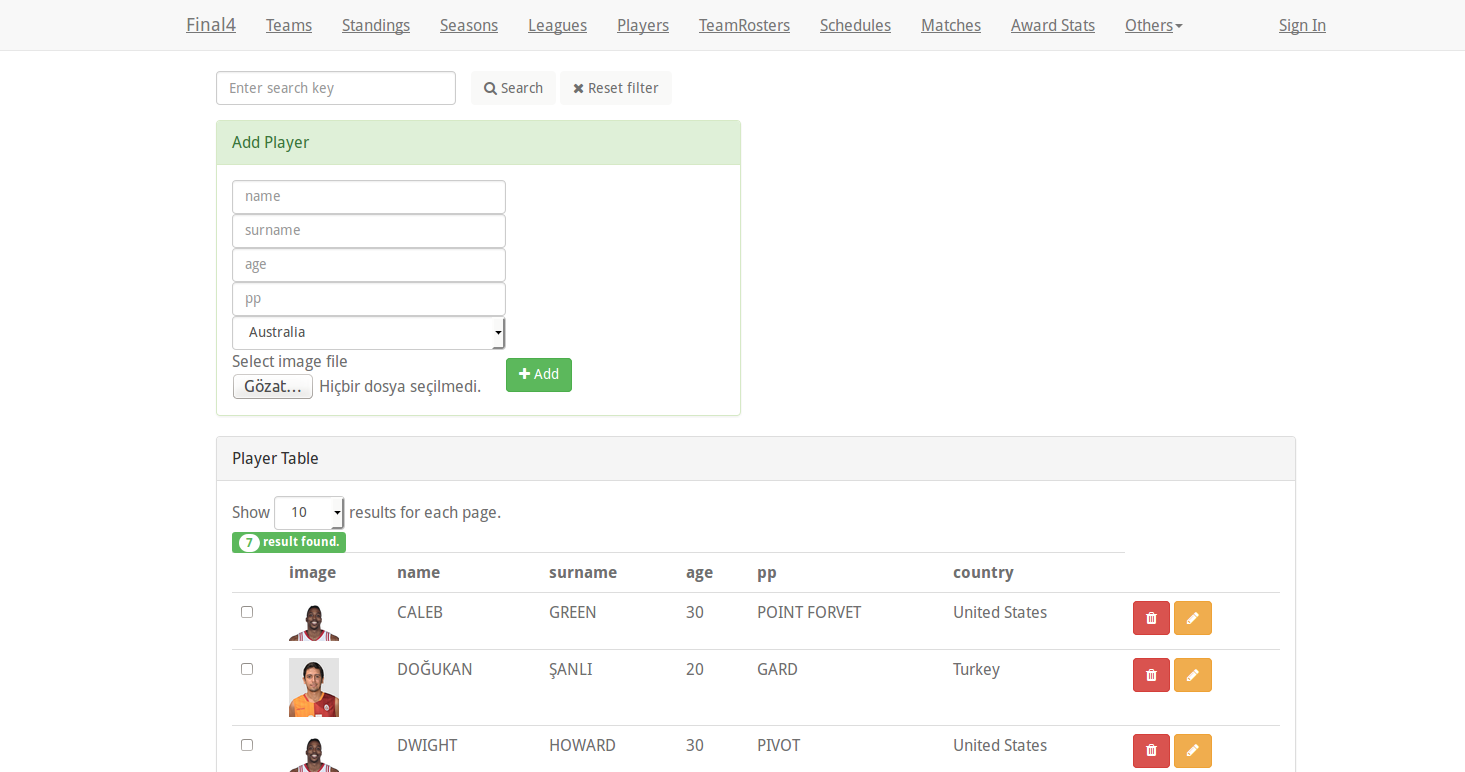 Final4 Teams Standings Seasons Leagues Players TeamRosters Schedules Matches Award Stats Others Sign In
Enter search key Search Reset filter
Add Player
name
surname
age
pp
Australia
Select image file
Gözat... Hiçbir dosya seçilmedi. Add
Player Table
Show 10 results for each page.
7 result found.
image name surname age pp country
CALEB GREEN 30 POINT FORVET United States
DOĞUKAN ŞANLI 20 GARD Turkey
DWIGHT HOWARD 30 PIVOT United States